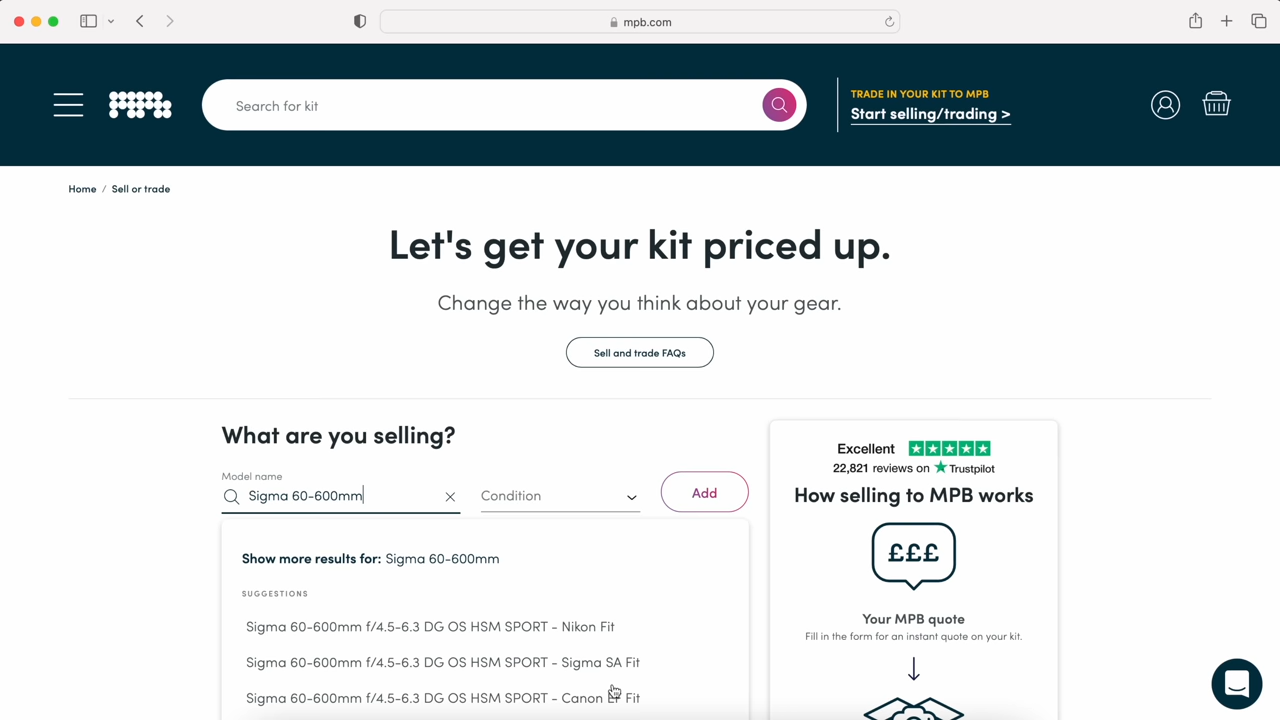 mpb.com
mpb
Search for kit
TRADE IN YOUR KIT TO MPB
Start selling/trading >
Home / Sell or trade
Let's get your kit priced up.
Change the way you think about your gear.
Sell and trade FAQs
What are you selling?
Model name
Sigma 60-600mm
Condition
Add
Show more results for: Sigma 60-600mm
SUGGESTIONS
Sigma 60-600mm f/4.5-6.3 DG OS HSM SPORT - Nikon Fit
Sigma 60-600mm f/4.5-6.3 DG OS HSM SPORT - Sigma SA Fit
Sigma 60-600mm f/4.5-6.3 DG OS HSM SPORT - Canon EF Fit
Excellent
22,821 reviews on Trustpilot
How selling to MPB works
£££
Your MPB quote
Fill in the form for an instant quote on your kit.